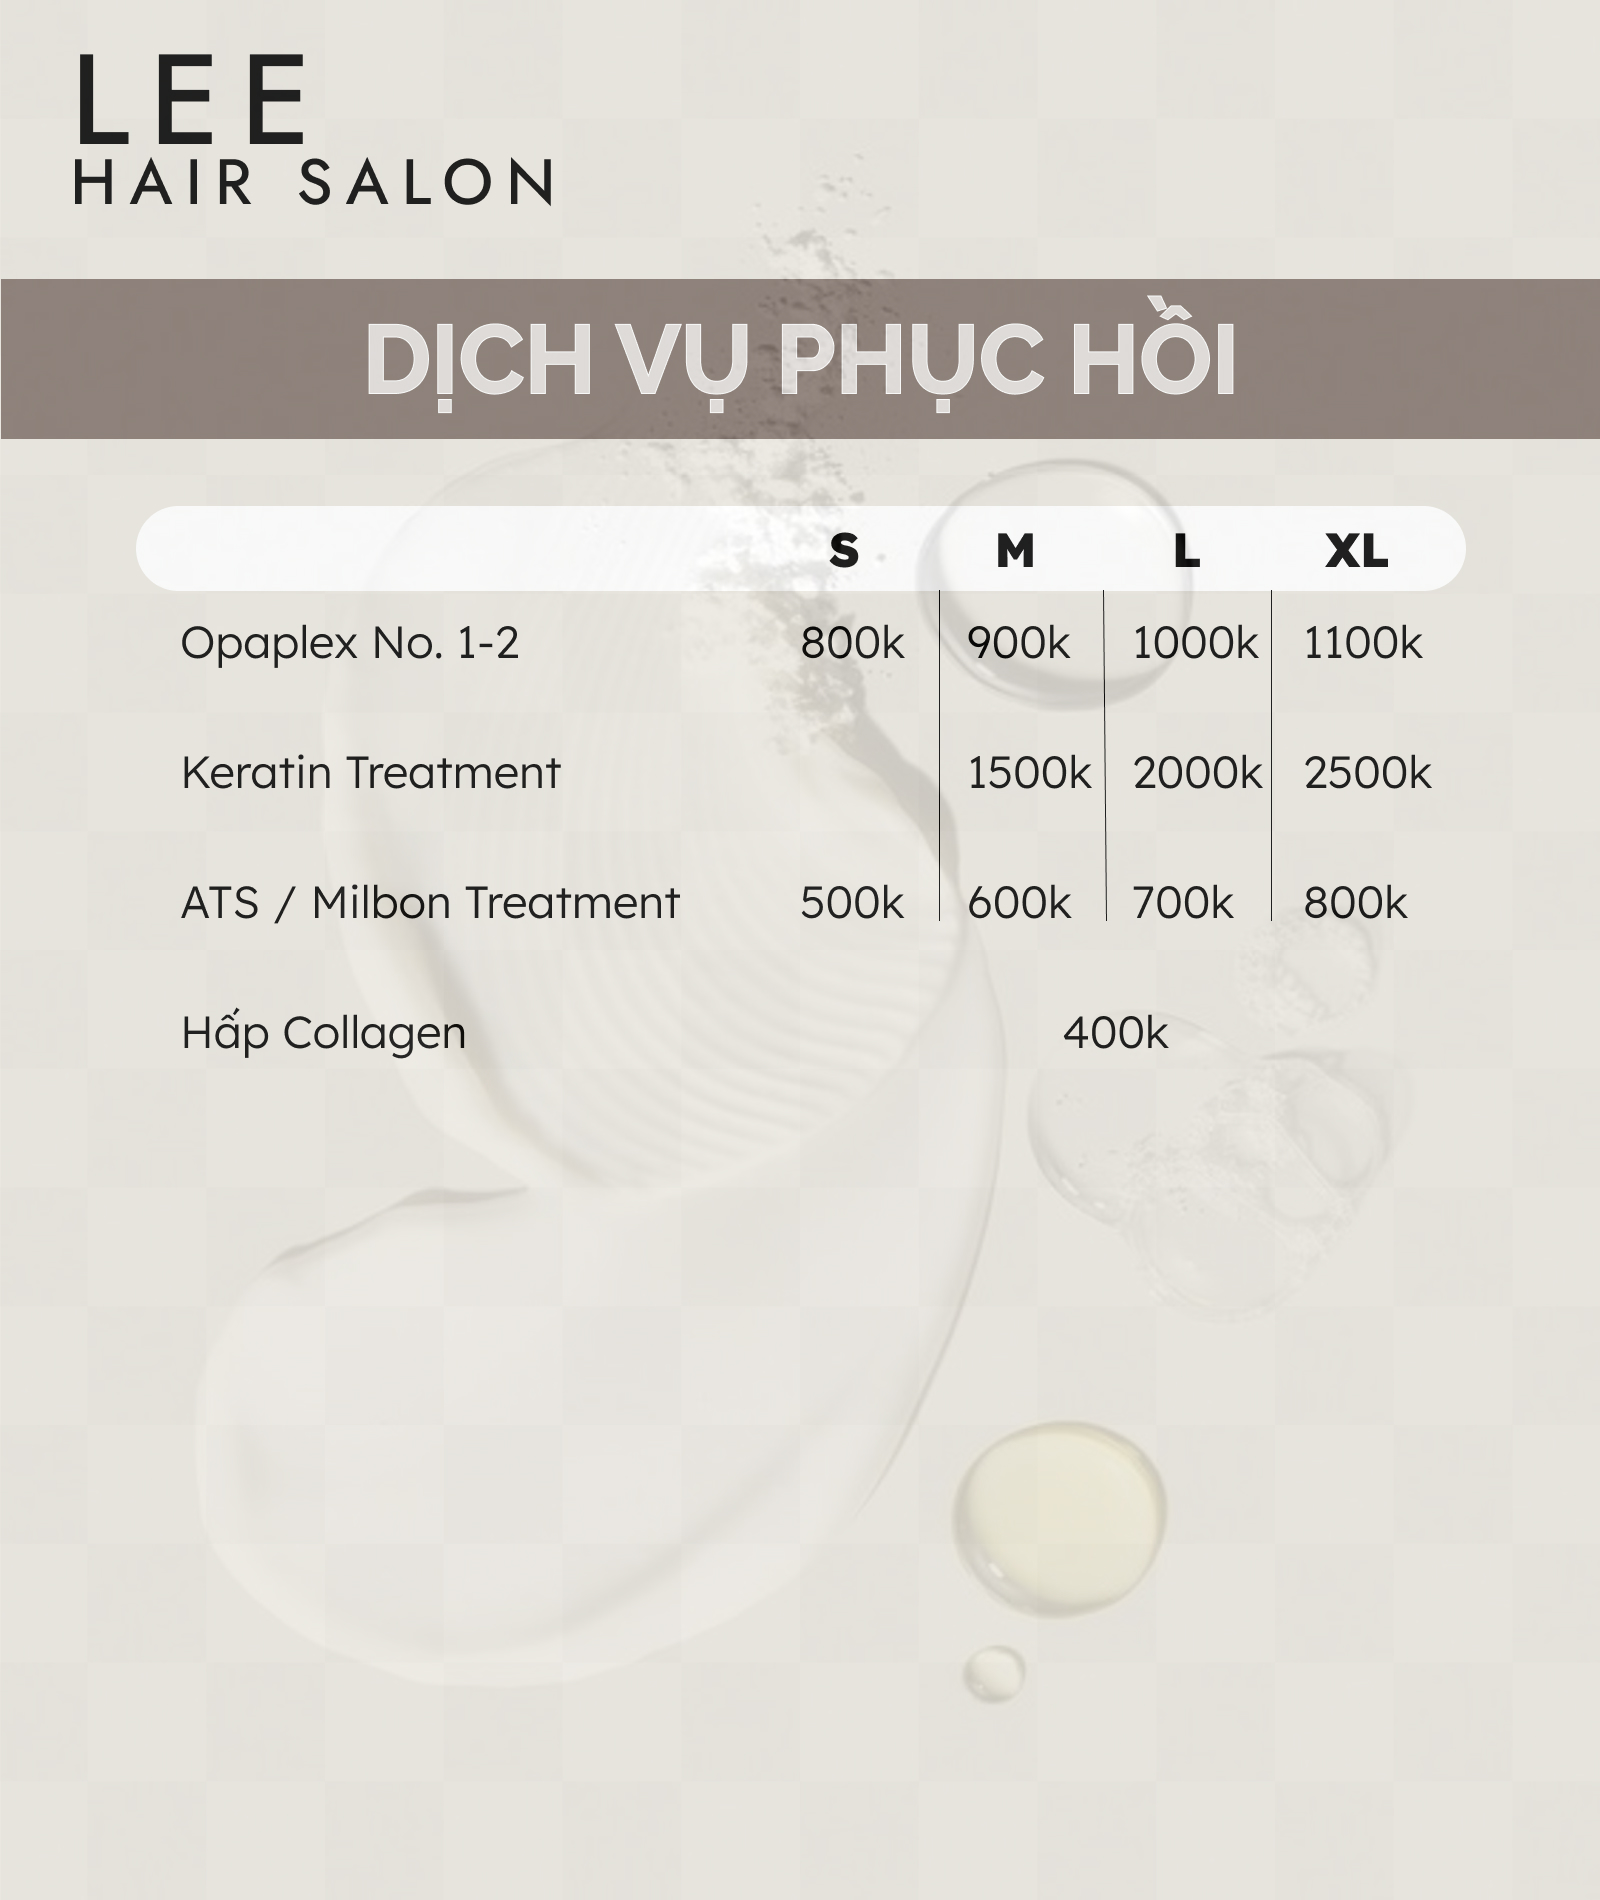 LEE
HAIR SALON
DỊCH VỤ PHỤC HỒI
S M L XL
Opaplex No. 1-2 800k 900k 1000k 1100k
Keratin Treatment 1500k 2000k 2500k
ATS / Milbon Treatment 500k 600k 700k 800k
Hấp Collagen 400k